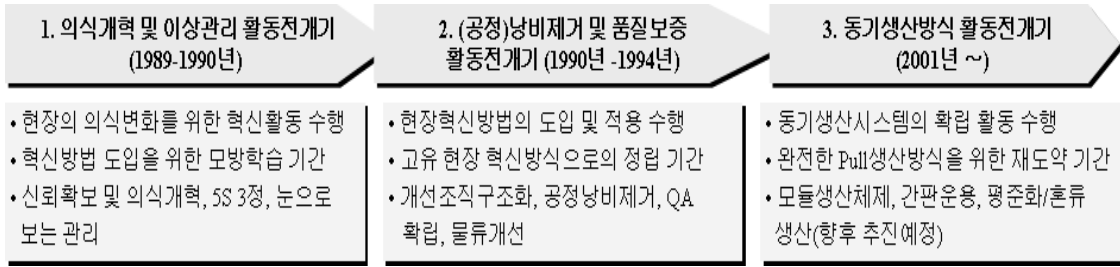 1. 의식개혁 및 이상관리 활동전개기
(1989-1990년)
• 현장의 의식변화를 위한 혁신활동 수행
• 혁신방법 도입을 위한 모방학습 기간
• 신뢰확보 및 의식개혁, 5S 3정, 눈으로
보는 관리
2. (공정)낭비제거 및 품질보증
활동전개기 (1990년 -1994년)
• 현장혁신방법의 도입 및 적용 수행
• 고유 현장 혁신방식으로의 정립 기간
• 개선조직구조화, 공정낭비제거, QA
확립, 물류개선
3. 동기생산방식 활동전개기
(2001년 ~)
• 동기생산시스템의 확립 활동 수행
• 완전한 Pull생산방식을 위한 재도약 기간
• 모듈생산체제, 간판운용, 평준화/혼류
생산(향후 추진예정)